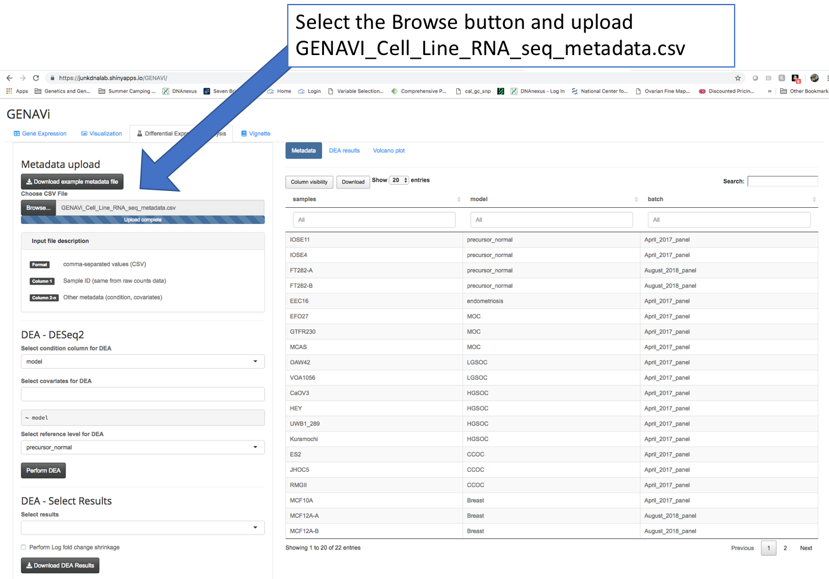 Select the Browse button and upload
GENAVI_Cell_Line_RNA_seq_metadata.csv
https://junkdnalab.shinyapps.io/GENAVi/
Apps Genetics and Gen... Summer Camping ... DNAnexus Seven Home Login Variable Selection... Comprehensive P... cal_gc_snp DNAnexus - Log In National Center fo... Ovarian Fine Map... Discounted Pricin... » Other Bookmark
GENAVi
Gene Expression Visualization Differential Exp ysis Vignette
Metadata upload
Download example metadata file
Choose CSV File
Browse... GENAVI_Cell_Line_RNA_seq_metadata.csv
Upload complete
Input file description
Format comma-separated values (CSV)
Column 1 Sample ID (same from raw counts data)
Column 2-n Other metadata (condition, covariates)
DEA - DESeq2
Select condition column for DEA
model
Select covariates for DEA
~ model
Select reference level for DEA
precursor_normal
Perform DEA
DEA - Select Results
Select results
Perform Log fold change shrinkage
Download DEA Results
Metadata DEA results Volcano plot
Column visibility Download Show 20 entries Search:
samples model batch
All All All
IOSE11 precursor_normal April_2017_panel
IOSE4 precursor_normal April_2017_panel
FT282-A precursor_normal August_2018_panel
FT282-B precursor_normal August_2018_panel
EEC16 endometriosis April_2017_panel
EFO27 MOC April_2017_panel
GTFR230 MOC April_2017_panel
MCAS MOC April_2017_panel
OAW42 LGSOC April_2017_panel
VOA1056 LGSOC April_2017_panel
CaOV3 HGSOC April_2017_panel
HEY HGSOC April_2017_panel
UWB1_289 HGSOC April_2017_panel
Kuramochi HGSOC April_2017_panel
ES2 CCOC April_2017_panel
JHOC5 CCOC April_2017_panel
RMGII CCOC April_2017_panel
MCF10A Breast April_2017_panel
MCF12A-A Breast August_2018_panel
MCF12A-B Breast August_2018_panel
Showing 1 to 20 of 22 entries Previous 1 2 Next